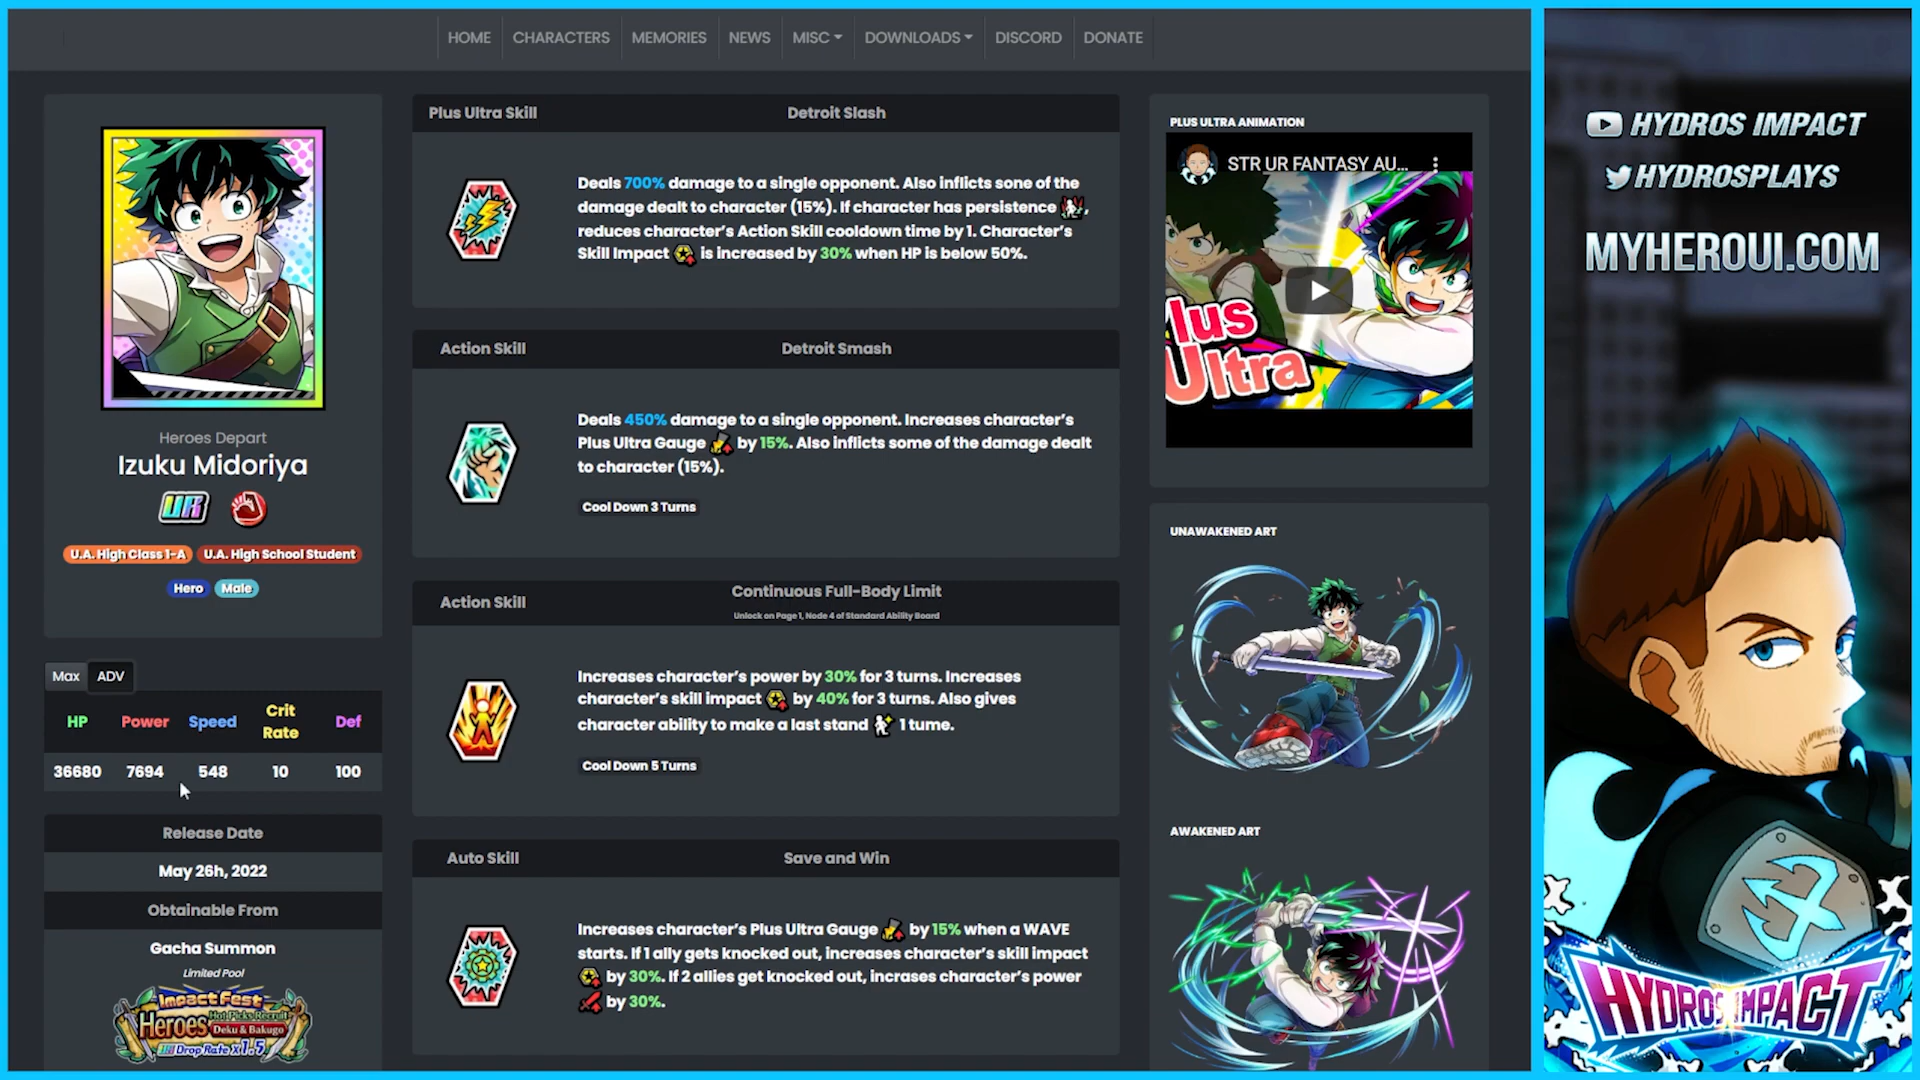 HOME CHARACTERS MEMORIES NEWS MISC DOWNLOADS DISCORD DONATE
Heroes Depart
Izuku Midoriya
UR
U.A. High Class 1-A U.A. High School Student
Hero Male
Max ADV
HP Power Speed Crit Rate Def
36680 7694 548 10 100
Release Date
May 26h, 2022
Obtainable From
Gacha Summon
Limited Pool
Impact Fest
Hot Picks Recruit
Heroes Deku & Bakugo
UR Drop Rate x1.5
Plus Ultra Skill Detroit Slash
Deals 700% damage to a single opponent. Also inflicts sone of the
damage dealt to character (15%). If character has persistence ,
reduces character's Action Skill cooldown time by 1. Character's
Skill Impact is increased by 30% when HP is below 50%.
Action Skill Detroit Smash
Deals 450% damage to a single opponent. Increases character's
Plus Ultra Gauge by 15%. Also inflicts some of the damage dealt
to character (15%).
Cool Down 3 Turns
Action Skill Continuous Full-Body Limit
Unlock on Page 1, Node 4 of Standard Ability Board
Increases character's power by 30% for 3 turns. Increases
character's skill impact by 40% for 3 turns. Also gives
character ability to make a last stand 1 tume.
Cool Down 5 Turns
Auto Skill Save and Win
Increases character's Plus Ultra Gauge by 15% when a WAVE
starts. If 1 ally gets knocked out, increases character's skill impact
by 30%. If 2 allies get knocked out, incrases character's power
by 30%.
PLUS ULTRA ANIMATION
STR UR FANTASY AU...
lus
Ultra
UNAWAKENED ART
AWAKENED ART
HYDROS IMPACT
HYDROSPLAYS
MYHEROUI.COM
HYDROS IMPACT